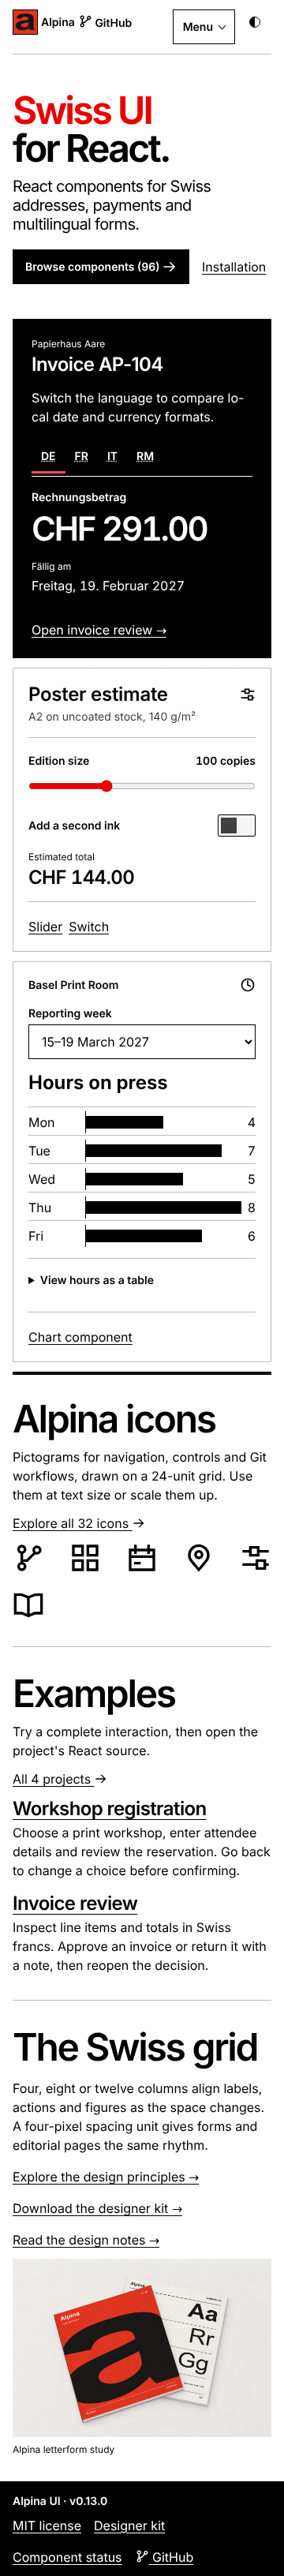 a Alpina GitHub Menu
Swiss UI
for React.
React components for Swiss
addresses, payments and
multilingual forms.
Browse components (96) → Installation
Papierhaus Aare
Invoice AP-104
Switch the language to compare lo-
cal date and currency formats.
DE FR IT RM
Rechnungsbetrag
CHF 291.00
Fällig am
Freitag, 19. Februar 2027
Open invoice review →
Poster estimate
A2 on uncoated stock, 140 g/m²
Edition size 100 copies
Add a second ink
Estimated total
CHF 144.00
Slider Switch
Basel Print Room
Reporting week
15–19 March 2027
Hours on press
Mon 4
Tue 7
Wed 5
Thu 8
Fri 6
View hours as a table
Chart component
Alpina icons
Pictograms for navigation, controls and Git
workflows, drawn on a 24-unit grid. Use
them at text size or scale them up.
Explore all 32 icons →
Examples
Try a complete interaction, then open the
project's React source.
All 4 projects →
Workshop registration
Choose a print workshop, enter attendee
details and review the reservation. Go back
to change a choice before confirming.
Invoice review
Inspect line items and totals in Swiss
francs. Approve an invoice or return it with
a note, then reopen the decision.
The Swiss grid
Four, eight or twelve columns align labels,
actions and figures as the space changes.
A four-pixel spacing unit gives forms and
editorial pages the same rhythm.
Explore the design principles →
Download the designer kit →
Read the design notes →
Alpina
a
Aa
Rr
Gg
Alpina letterform study
Alpina UI · v0.13.0
MIT license Designer kit
Component status GitHub